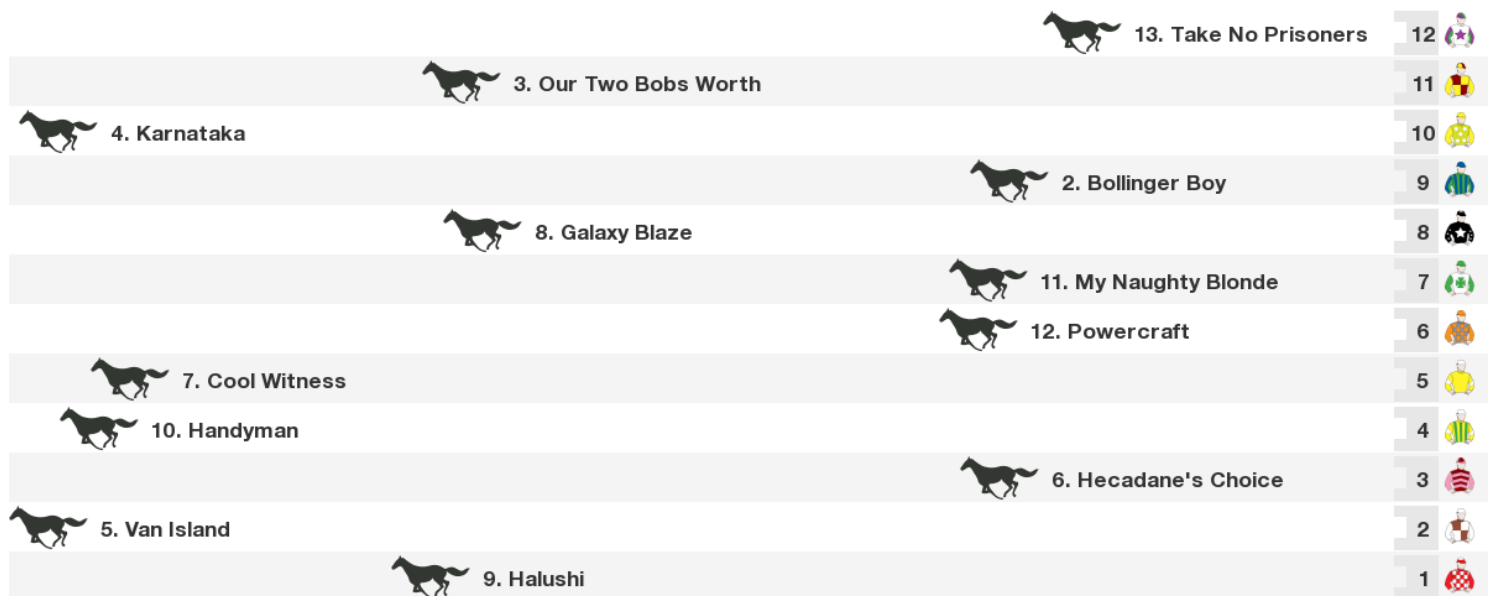 13. Take No Prisoners 12
3. Our Two Bobs Worth 11
4. Karnataka 10
2. Bollinger Boy 9
8. Galaxy Blaze 8
11. My Naughty Blonde 7
12. Powercraft 6
7. Cool Witness 5
10. Handyman 4
6. Hecadane's Choice 3
5. Van Island 2
9. Halushi 1